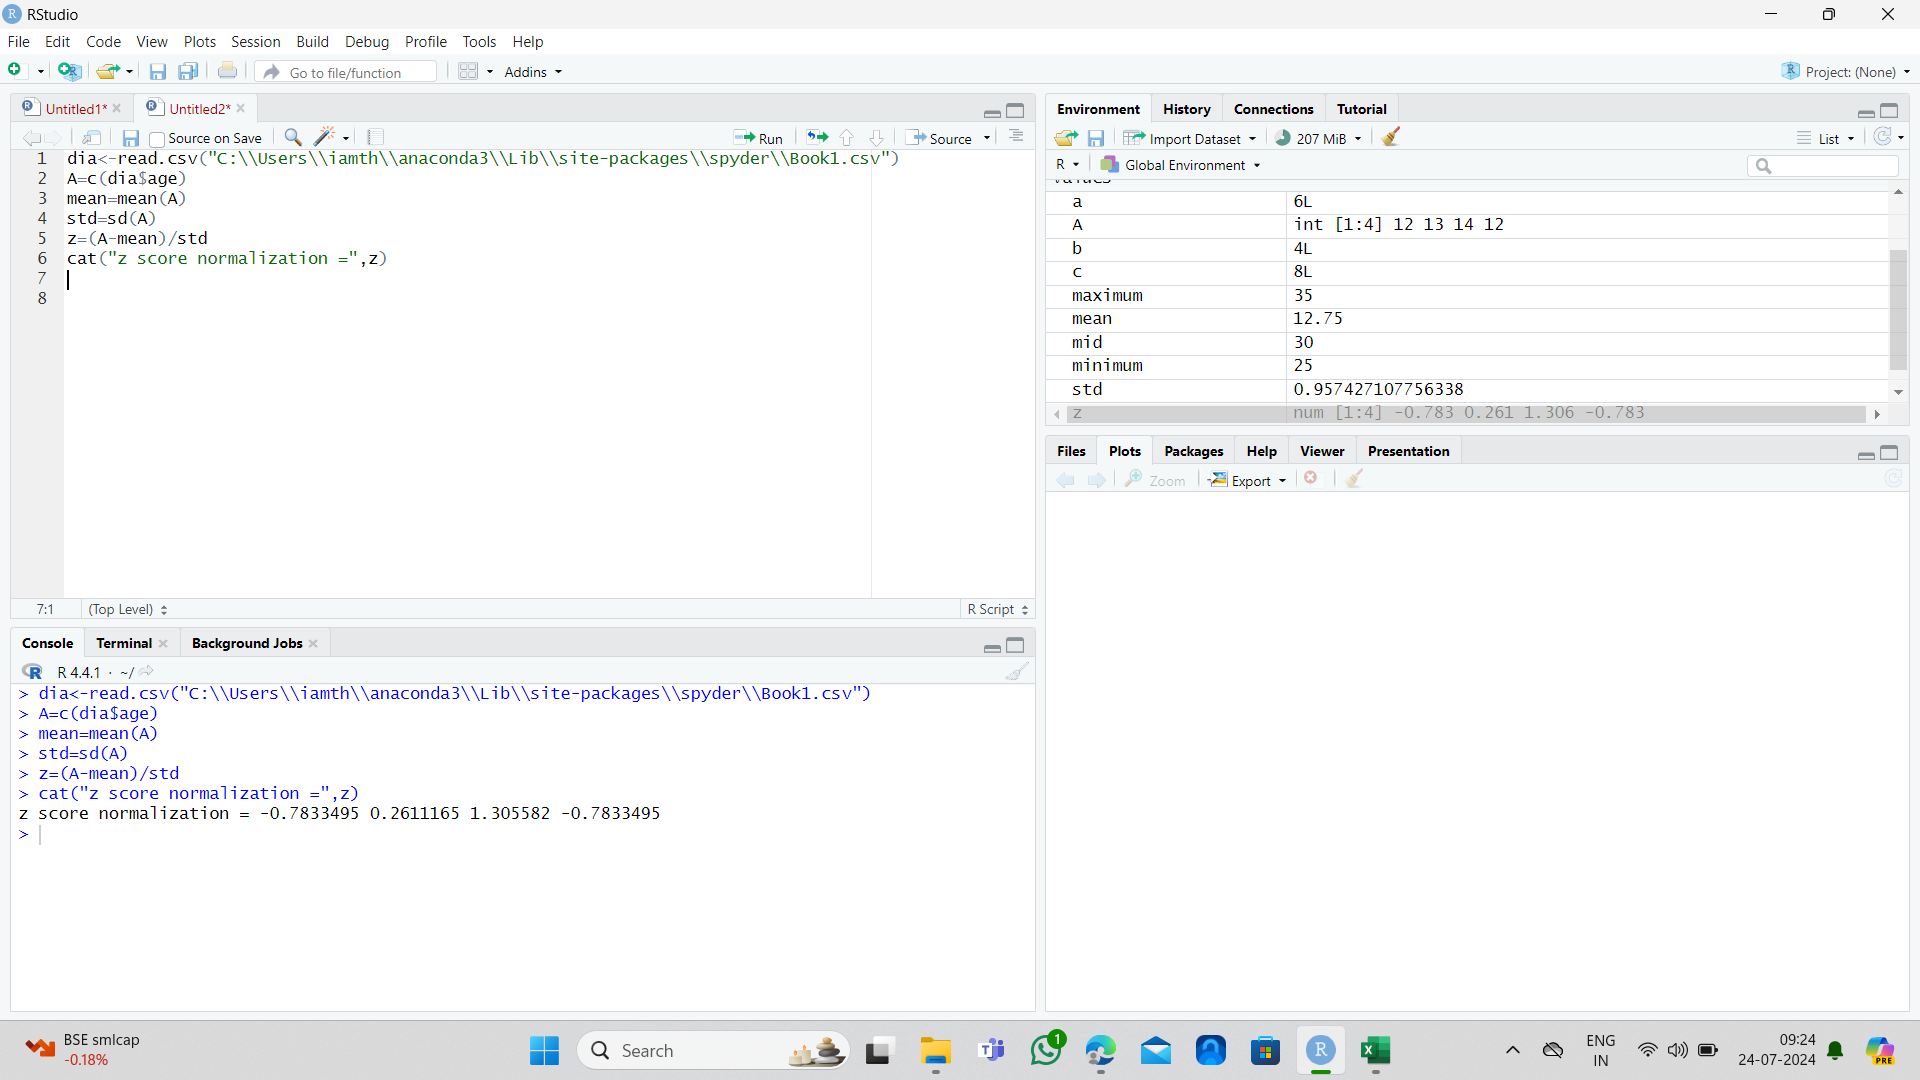 RStudio
File Edit Code View Plots Session Build Debug Profile Tools Help
Go to file/function Addins Project: (None)
Untitled1* Untitled2*
Source on Save Run Source
1 dia<-read.csv("C:\\Users\\iamth\\anaconda3\\Lib\\site-packages\\spyder\\Book1.csv")
2 A=c(dia$age)
3 mean=mean(A)
4 std=sd(A)
5 z=(A-mean)/std
6 cat("z score normalization =",z)
7
8
7:1 (Top Level) R Script
Console Terminal Background Jobs
R 4.4.1 · ~/
> dia<-read.csv("C:\\Users\\iamth\\anaconda3\\Lib\\site-packages\\spyder\\Book1.csv")
> A=c(dia$age)
> mean=mean(A)
> std=sd(A)
> z=(A-mean)/std
> cat("z score normalization =",z)
z score normalization = -0.7833495 0.2611165 1.305582 -0.7833495
>
Environment History Connections Tutorial
Import Dataset 207 MiB List
R Global Environment
values
a 6L
A int [1:4] 12 13 14 12
b 4L
c 8L
maximum 35
mean 12.75
mid 30
minimum 25
std 0.957427107756338
z num [1:4] -0.783 0.261 1.306 -0.783
Files Plots Packages Help Viewer Presentation
Zoom Export
BSE smlcap
-0.18%
Search
1
ENG
IN
09:24
24-07-2024
PRE